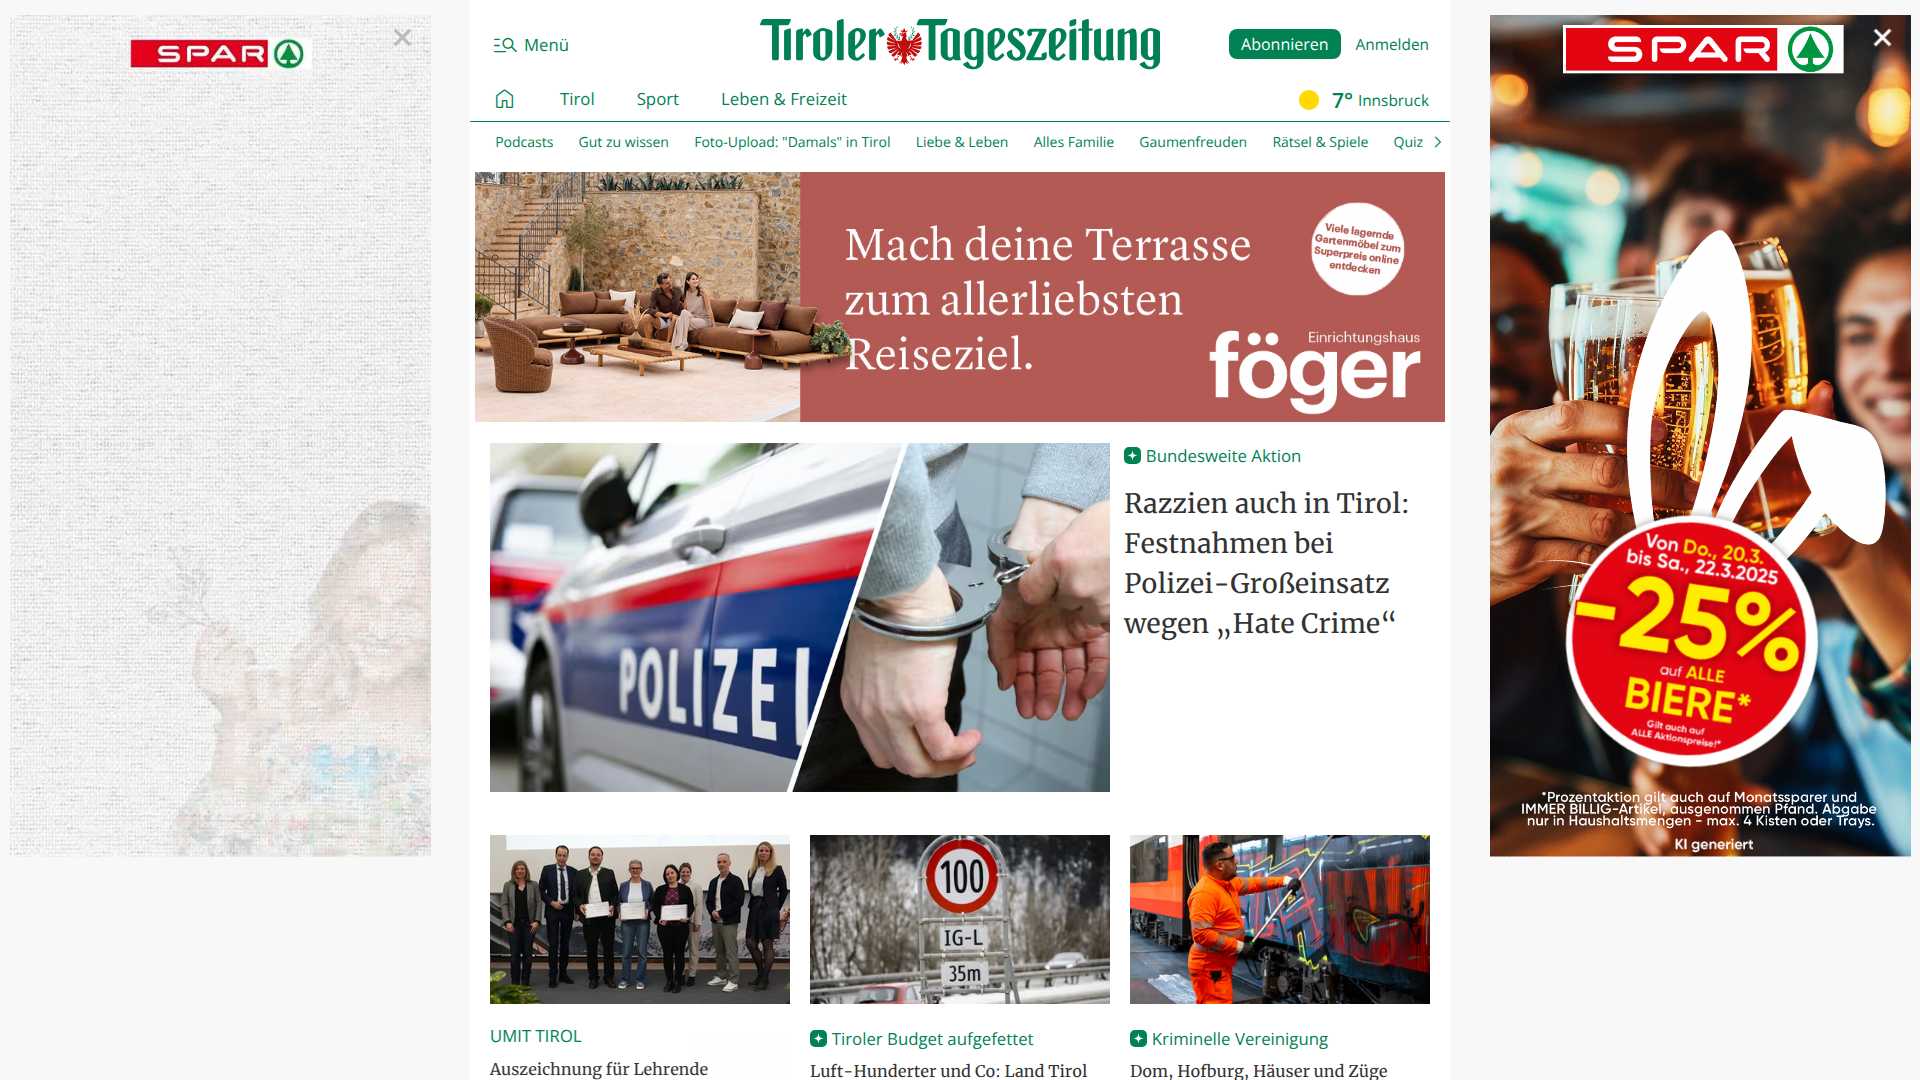 SPAR
Menü
Tiroler Tageszeitung
Abonnieren
Anmelden
Tirol
Sport
Leben & Freizeit
7° Innsbruck
Podcasts
Gut zu wissen
Foto-Upload: "Damals" in Tirol
Liebe & Leben
Alles Familie
Gaumenfreuden
Rätsel & Spiele
Quiz
Mach deine Terrasse
zum allerliebsten
Reiseziel.
Viele lagernde
Gartenmöbel zum
Superpreis online
entdecken
Einrichtungshaus
föger
POLIZEI
Bundesweite Aktion
Razzien auch in Tirol:
Festnahmen bei
Polizei-Großeinsatz
wegen „Hate Crime“
100
IG-L
35m
UMIT TIROL
Auszeichnung für Lehrende
Tiroler Budget aufgefettet
Luft-Hunderter und Co: Land Tirol
Kriminelle Vereinigung
Dom, Hofburg, Häuser und Züge
SPAR
Von Do., 20.3.
bis Sa., 22.3.2025
-25%
auf ALLE
BIERE*
Gilt auch auf
ALLE Aktionspreise!*
*Prozentaktion gilt auch auf Monatssparer und
IMMER BILLIG-Artikel, ausgenommen Pfand. Abgabe
nur in Haushaltsmengen - max. 4 Kisten oder Trays.
KI generiert